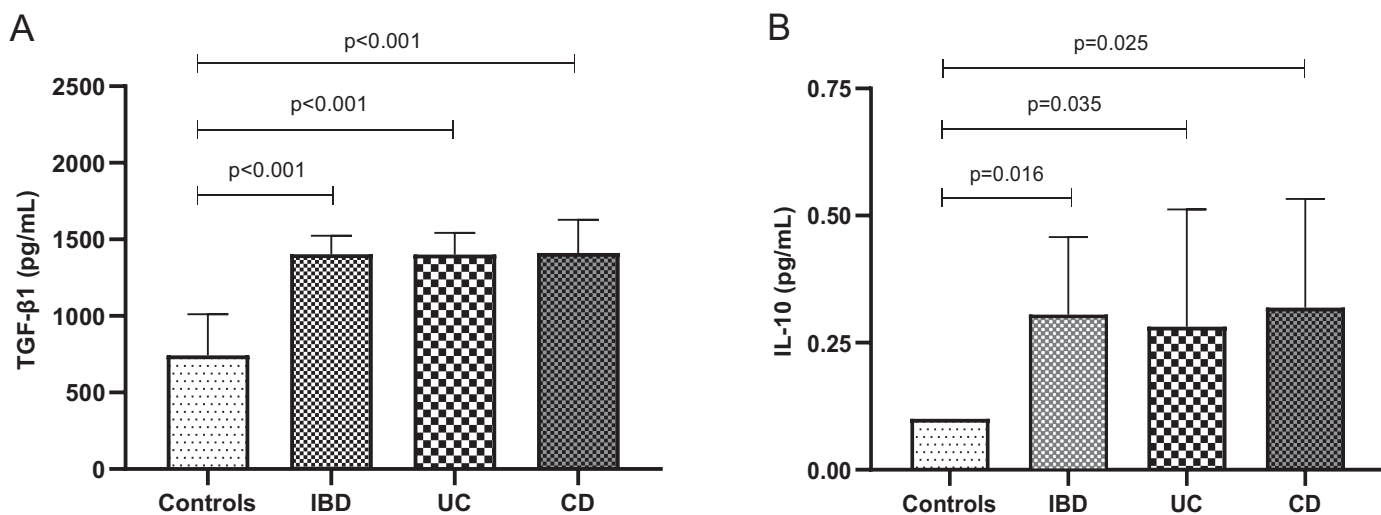 A
p<0.001
p<0.001
p<0.001
2500
2000
1500
1000
500
0
TGF-β1 (pg/mL)
Controls IBD UC CD
B
p=0.025
p=0.035
p=0.016
0.75
0.50
0.25
0.00
IL-10 (pg/mL)
Controls IBD UC CD